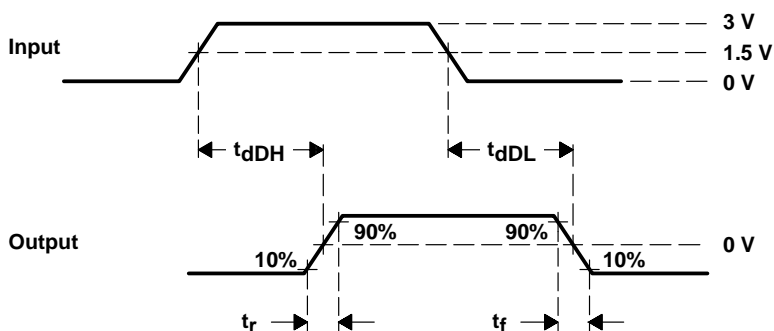 3 V
Input
1.5 V
0 V
tdDH
tdDL
90%
90%
Output
0 V
10%
10%
tr
tf